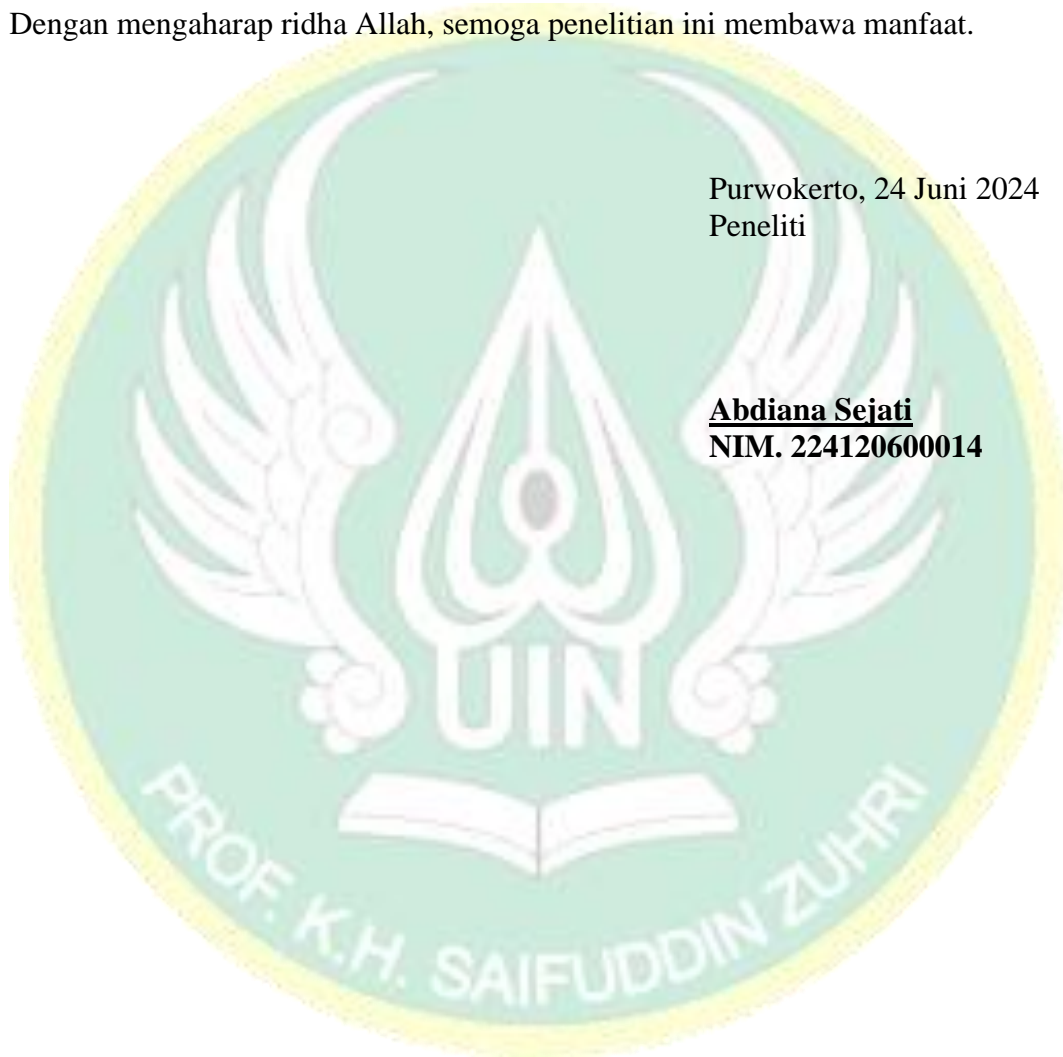 Dengan mengaharap ridha Allah, semoga penelitian ini membawa manfaat.
Purwokerto, 24 Juni 2024
Peneliti
Abdiana Sejati
NIM. 224120600014
UIN
PROF. K.H. SAIFUDDIN ZUHRI